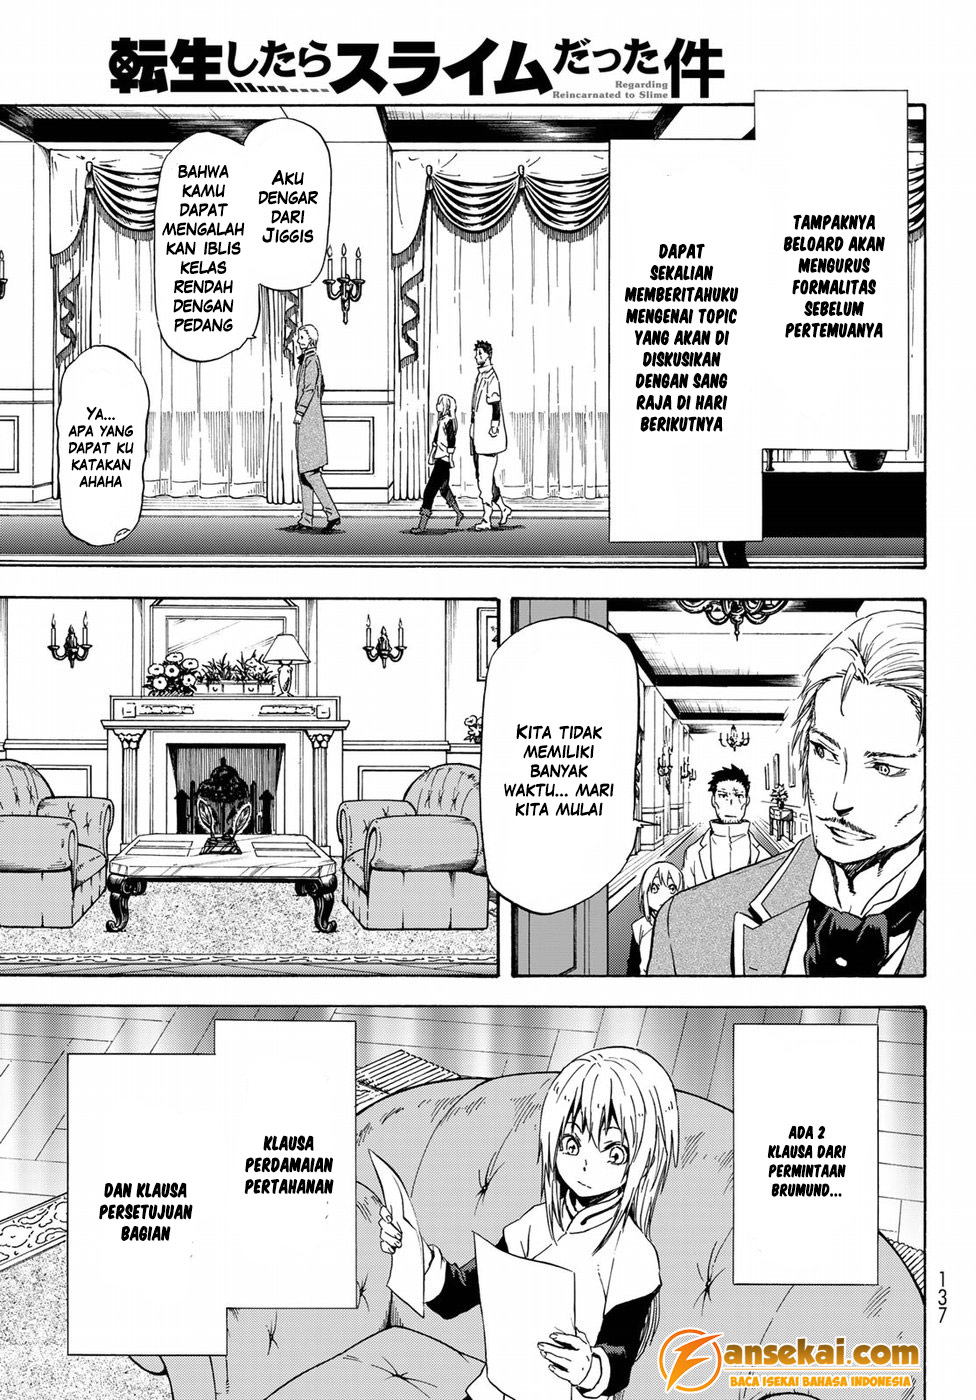 転生したらスライムだった件
Regarding
Reincarnated to Slime
TAMPAKNYA
BELOARD AKAN
MENGURUS
FORMALITAS
SEBELUM
PERTEMUANYA
DAPAT
SEKALIAN
MEMBERITAHUKU
MENGENAI TOPIC
YANG AKAN DI
DISKUSIKAN
DENGAN SANG
RAJA DI HARI
BERIKUTNYA
AKU
DENGAR
DARI
JIGGIS
BAHWA
KAMU
DAPAT
MENGALAH
KAN IBLIS
KELAS
RENDAH
DENGAN
PEDANG
YA...
APA YANG
DAPAT KU
KATAKAN
AHAHA
KITA TIDAK
MEMILIKI
BANYAK
WAKTU... MARI
KITA MULAI
ADA 2
KLAUSA DARI
PERMINTAAN
BRUMUND...
KLAUSA
PERDAMAIAN
PERTAHANAN
DAN KLAUSA
PERSETUJUAN
BAGIAN
137
ansekai.com
BACA ISEKAI BAHASA INDONESIA